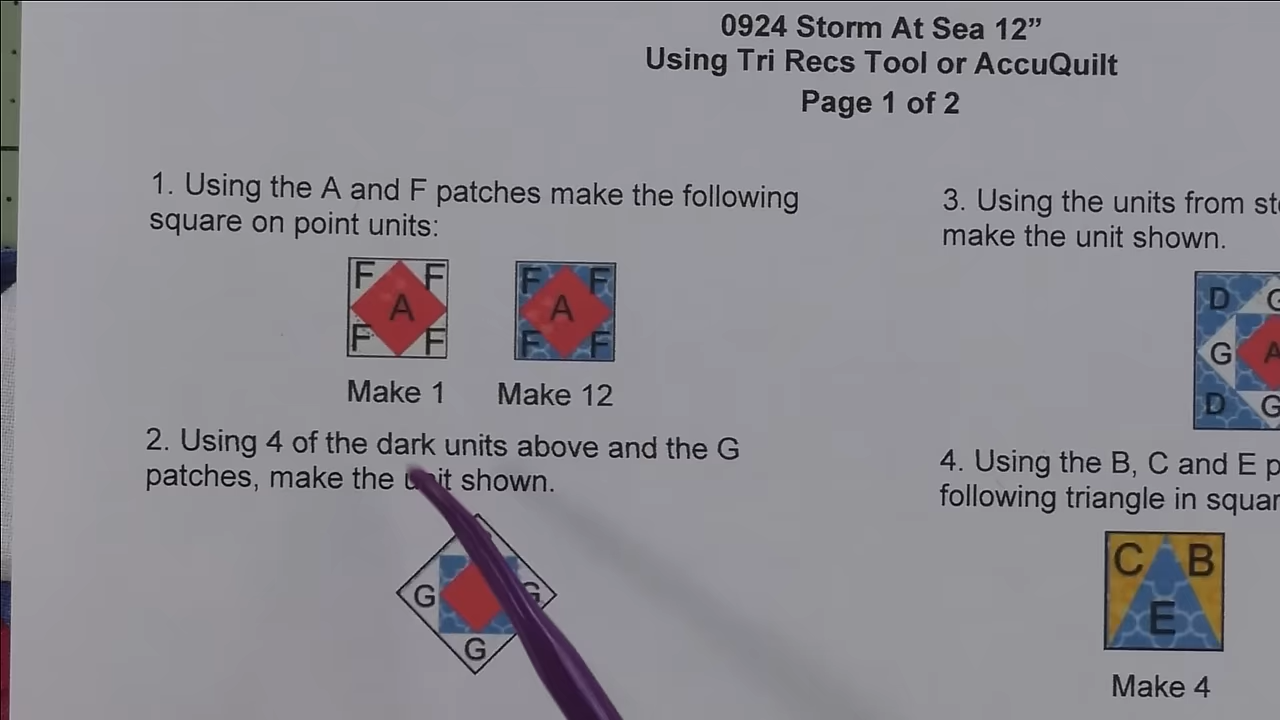 0924 Storm At Sea 12”
Using Tri Recs Tool or AccuQuilt
Page 1 of 2
1. Using the A and F patches make the following
square on point units:
F F
A
F F
F F
A
F F
Make 1 Make 12
2. Using 4 of the dark units above and the G
patches, make the unit shown.
G G
G
3. Using the units from
make the unit shown.
D G
G A
D G
4. Using the B, C and E
following triangle in
C B
E
Make 4